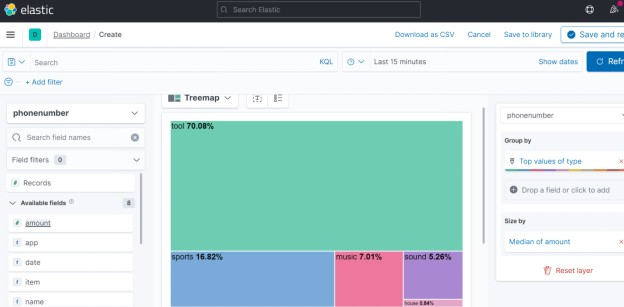 elastic
Search Elastic
D
Dashboard / Create
Download as CSV
Cancel
Save to library
Save and re
Search
KQL
Last 15 minutes
Show dates
Refr
+ Add filter
phonenumber
Treemap
phonenumber
Search field names
Field filters 0
# Records
Available fields 8
# amount
t app
t date
t item
t name
tool 70.08%
sports 16.82%
music 7.01%
sound 5.26%
house 0.84%
Group by
Top values of type
Drop a field or click to add
Size by
Median of amount
Reset layer